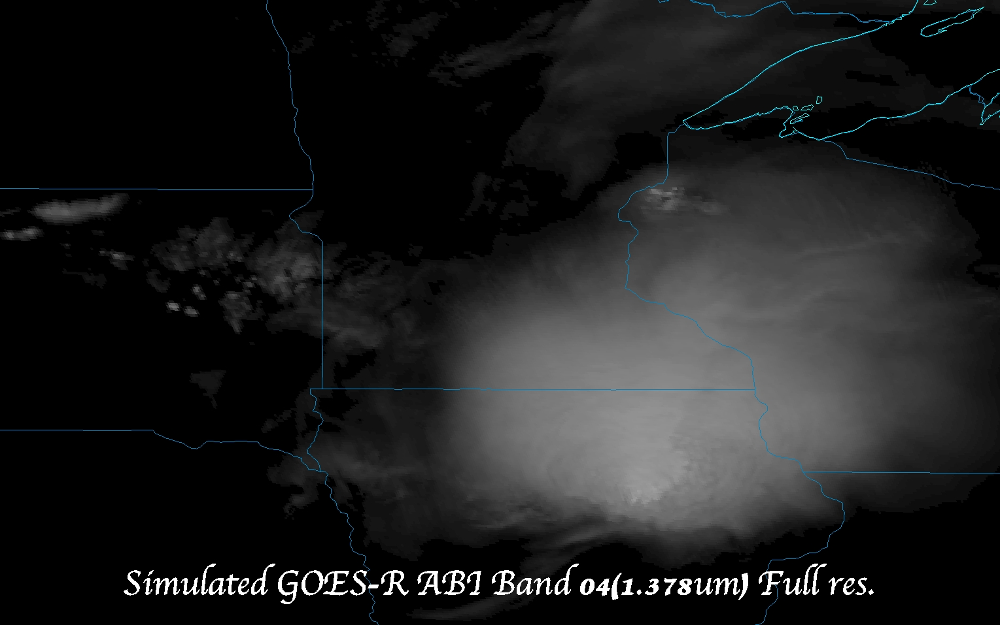 Simulated GOES-R ABI Band 04(1.378um) Full res.